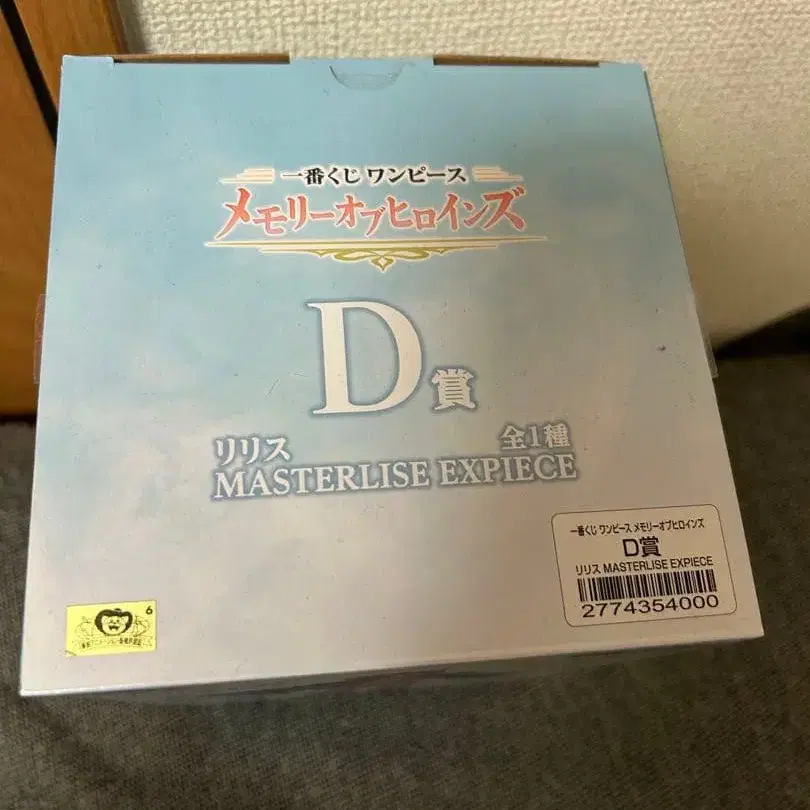 一番くじ ワンピース
メモリーオブヒロインズ
D賞
リリス 全1種
MASTERLISE EXPIECE
一番くじ ワンピース メモリーオブヒロインズ
D賞
リリス MASTERLISE EXPIECE
2774354000
6